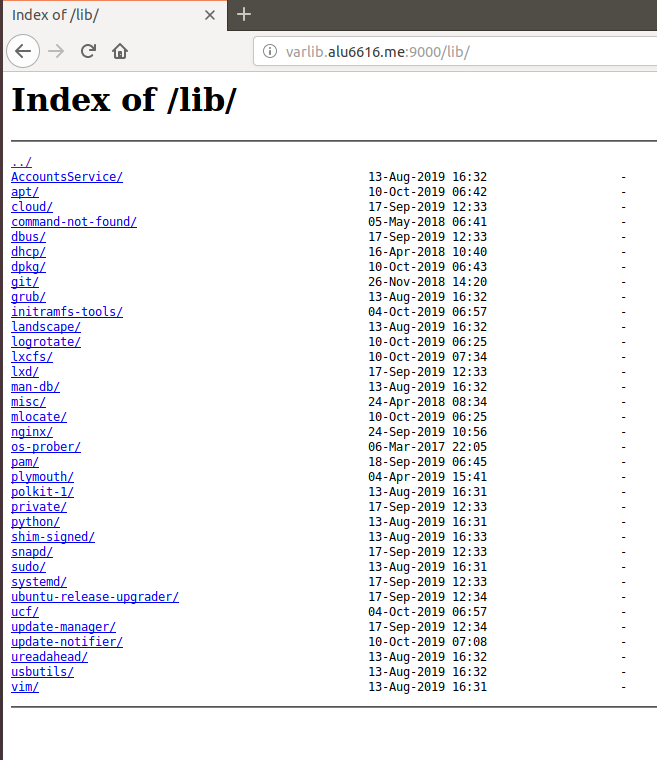 Index of /lib/
varlib.alu6616.me:9000/lib/
Index of /lib/
../
AccountsService/ 13-Aug-2019 16:32 -
apt/ 10-Oct-2019 06:42 -
cloud/ 17-Sep-2019 12:33 -
command-not-found/ 05-May-2018 06:41 -
dbus/ 17-Sep-2019 12:33 -
dhcp/ 16-Apr-2018 10:40 -
dpkg/ 10-Oct-2019 06:43 -
git/ 26-Nov-2018 14:20 -
grub/ 13-Aug-2019 16:32 -
initramfs-tools/ 04-Oct-2019 06:57 -
landscape/ 13-Aug-2019 16:32 -
logrotate/ 10-Oct-2019 06:25 -
lxcfs/ 10-Oct-2019 07:34 -
lxd/ 17-Sep-2019 12:33 -
man-db/ 13-Aug-2019 16:32 -
misc/ 24-Apr-2018 08:34 -
mlocate/ 10-Oct-2019 06:25 -
nginx/ 24-Sep-2019 10:56 -
os-prober/ 06-Mar-2017 22:05 -
pam/ 18-Sep-2019 06:45 -
plymouth/ 04-Apr-2019 15:41 -
polkit-1/ 13-Aug-2019 16:31 -
private/ 17-Sep-2019 12:33 -
python/ 13-Aug-2019 16:31 -
shim-signed/ 13-Aug-2019 16:33 -
snapd/ 17-Sep-2019 12:33 -
sudo/ 13-Aug-2019 16:31 -
systemd/ 17-Sep-2019 12:33 -
ubuntu-release-upgrader/ 17-Sep-2019 12:34 -
ucf/ 04-Oct-2019 06:57 -
update-manager/ 17-Sep-2019 12:34 -
update-notifier/ 10-Oct-2019 07:08 -
ureadahead/ 13-Aug-2019 16:32 -
usbutils/ 13-Aug-2019 16:32 -
vim/ 13-Aug-2019 16:31 -